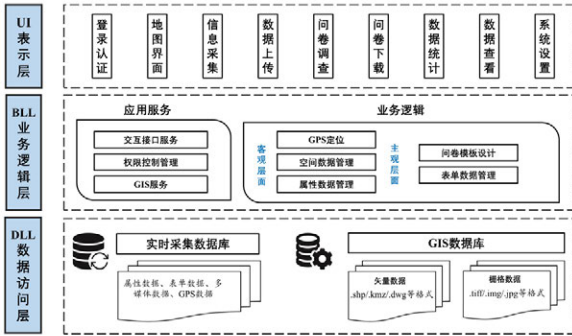 UI
表示层
登录认证
地图界面
信息采集
数据上传
问卷调查
问卷下载
数据统计
数据查看
系统设置
BLL
业务逻辑层
应用服务
交互接口服务
权限控制管理
GIS服务
业务逻辑
客观层面
GPS定位
空间数据管理
属性数据管理
主观层面
问卷模板设计
表单数据管理
DLL
数据访问层
实时采集数据库
属性数据、表单数据、多
媒体数据、GPS数据
GIS数据库
矢量数据
.shp/.kmz/.dwg等格式
栅格数据
.tiff/.img/.jpg等格式